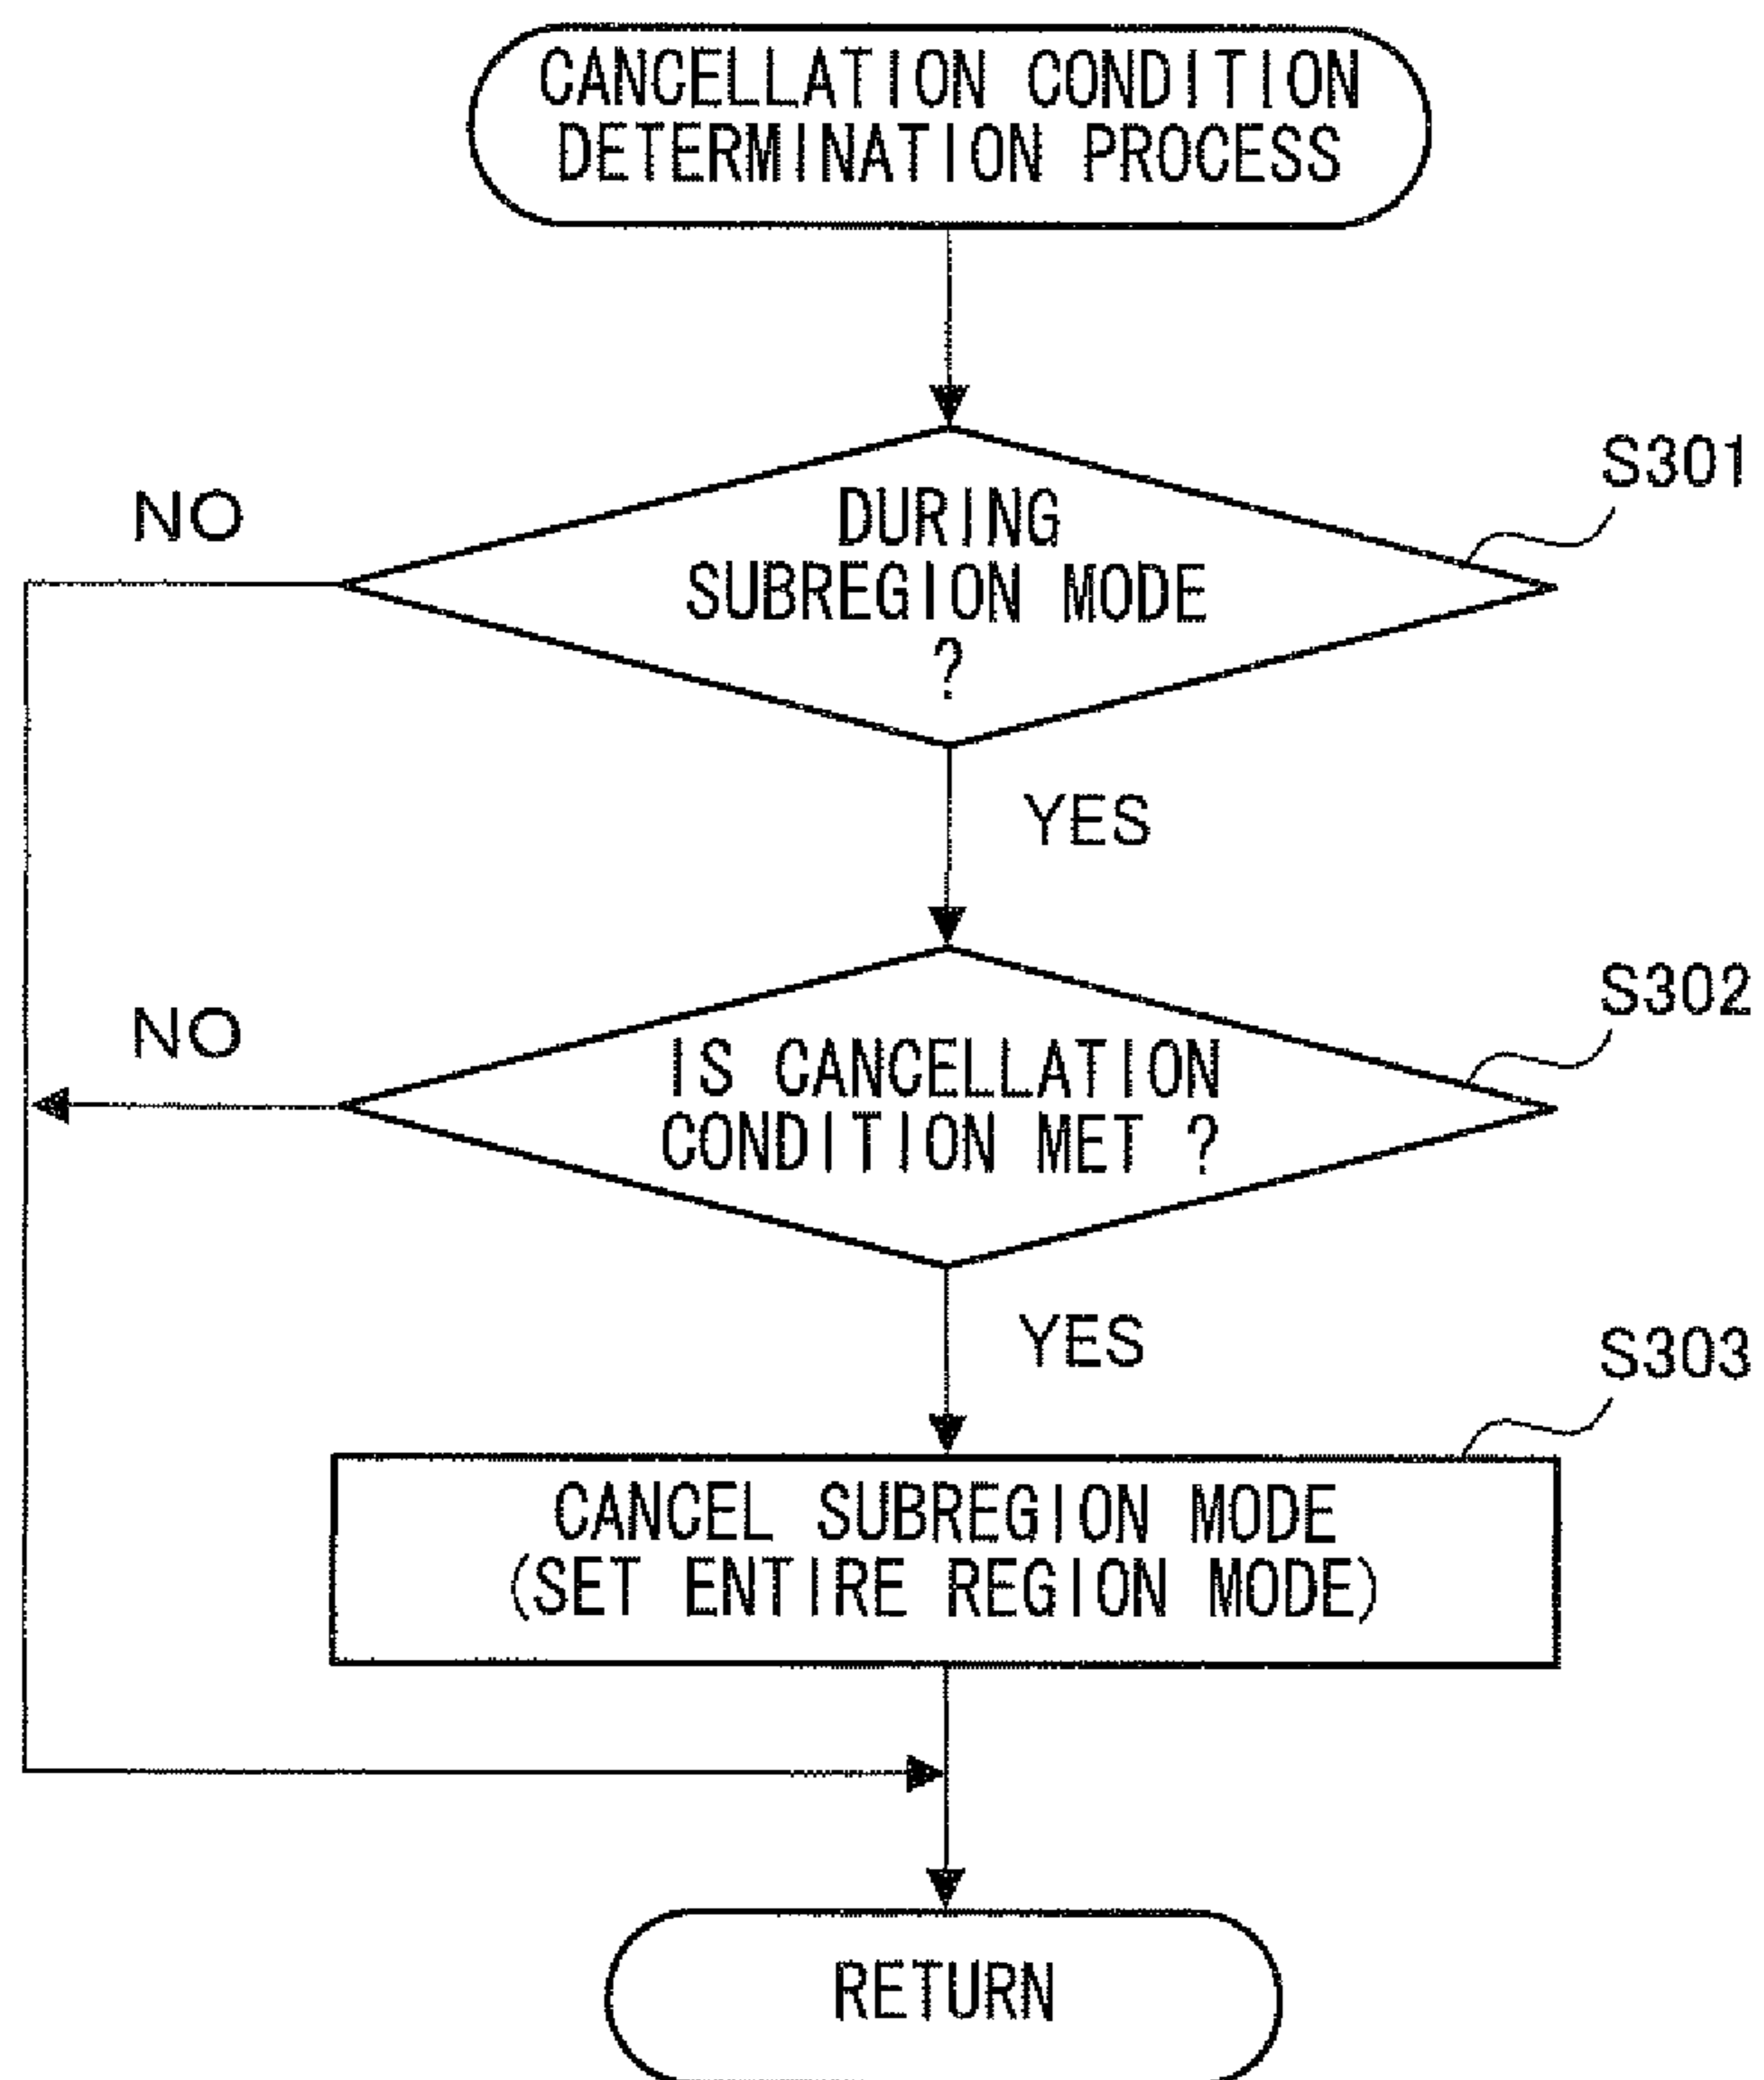 CANCELLATION CONDITION
DETERMINATION PROCESS
S301
NO
DURING
SUBREGION MODE
?
YES
S302
NO
IS CANCELLATION
CONDITION MET ?
YES
S303
CANCEL SUBREGION MODE
(SET ENTIRE REGION MODE)
RETURN